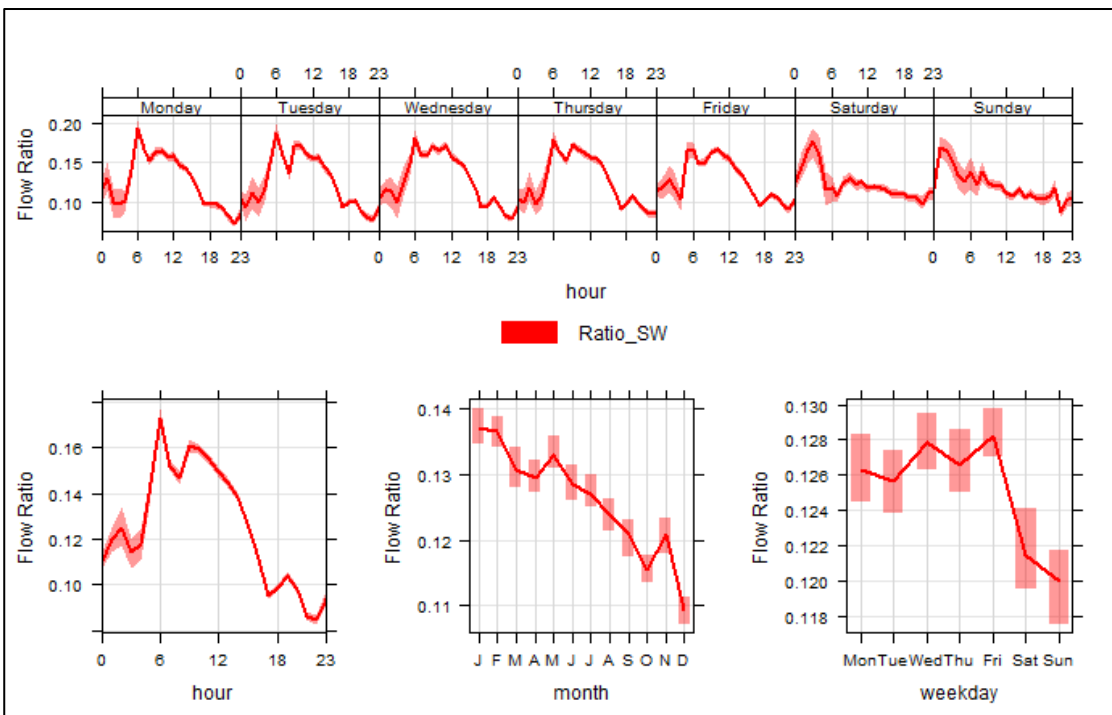 0 6 12 18 23 0 6 12 18 23 0 6 12 18 23
Monday Tuesday Wednesday Thursday Friday Saturday Sunday
Flow Ratio
0.20
0.15
0.10
0 6 12 18 23 0 6 12 18 23 0 6 12 18 23 0 6 12 18 23
hour
Ratio_SW
Flow Ratio
0.16
0.14
0.12
0.10
0 6 12 18 23
hour
Flow Ratio
0.14
0.13
0.12
0.11
J F M A M J J A S O N D
month
Flow Ratio
0.130
0.128
0.126
0.124
0.122
0.120
0.118
Mon Tue Wed Thu Fri Sat Sun
weekday